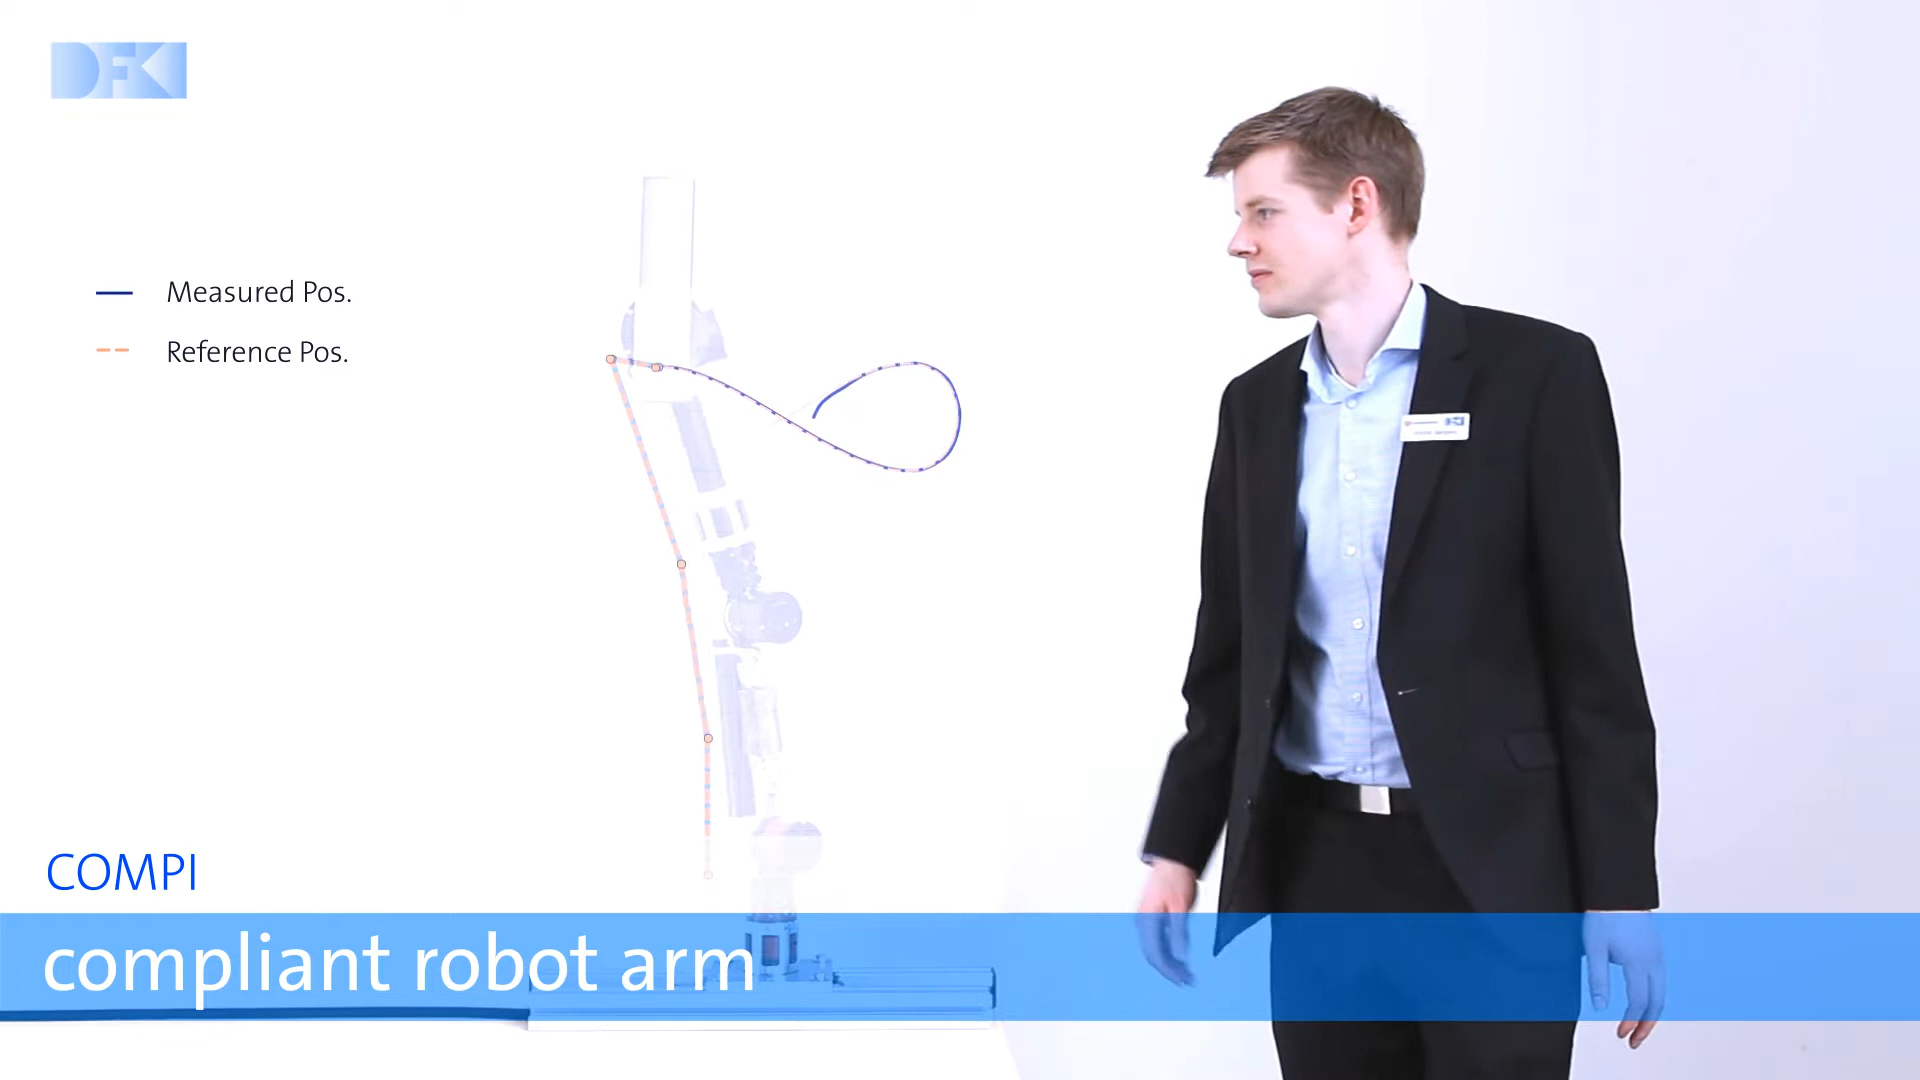 DFKI
Measured Pos.
Reference Pos.
COMPI
compliant robot arm